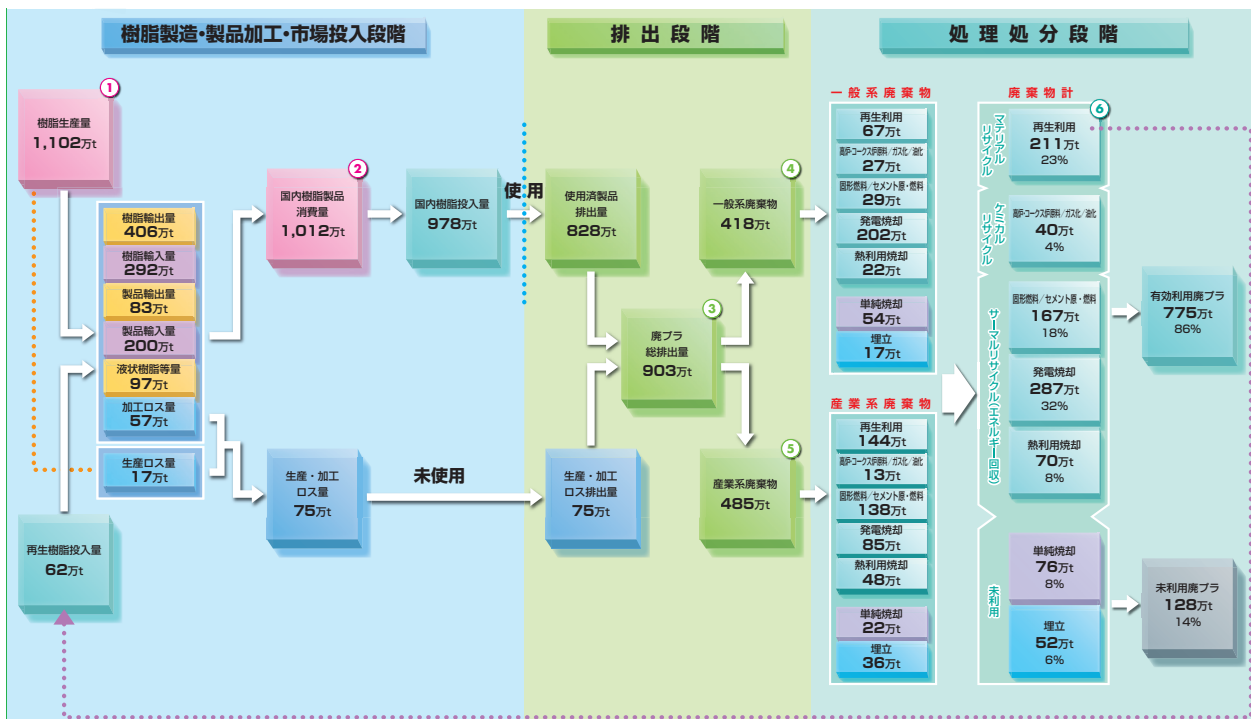 樹脂製造・製品加工・市場投入段階
排出段階
処理処分段階
①
樹脂生産量
1,102万t
樹脂輸出量
406万t
樹脂輸入量
292万t
製品輸出量
83万t
製品輸入量
200万t
液状樹脂等量
97万t
加工ロス量
57万t
生産ロス量
17万t
再生樹脂投入量
62万t
②
国内樹脂製品
消費量
1,012万t
国内樹脂投入量
978万t
生産・加工
ロス量
75万t
使用
未使用
使用済製品
排出量
828万t
③
廃プラ
総排出量
903万t
生産・加工
ロス排出量
75万t
④
一般系廃棄物
418万t
⑤
産業系廃棄物
485万t
一般系廃棄物
再生利用
67万t
高炉・コークス炉原料/ガス化/油化
27万t
固形燃料/セメント原・燃料
29万t
発電焼却
202万t
熱利用焼却
22万t
単純焼却
54万t
埋立
17万t
産業系廃棄物
再生利用
144万t
高炉・コークス炉原料/ガス化/油化
13万t
固形燃料/セメント原・燃料
138万t
発電焼却
85万t
熱利用焼却
48万t
単純焼却
22万t
埋立
36万t
廃棄物計
⑥
マテリアル
リサイクル
再生利用
211万t
23%
ケミカル
リサイクル
高炉・コークス炉原料/ガス化/油化
40万t
4%
サーマルリサイクル(エネルギー回収)
固形燃料/セメント原・燃料
167万t
18%
発電焼却
287万t
32%
熱利用焼却
70万t
8%
未利用
単純焼却
76万t
8%
埋立
52万t
6%
有効利用廃プラ
775万t
86%
未利用廃プラ
128万t
14%